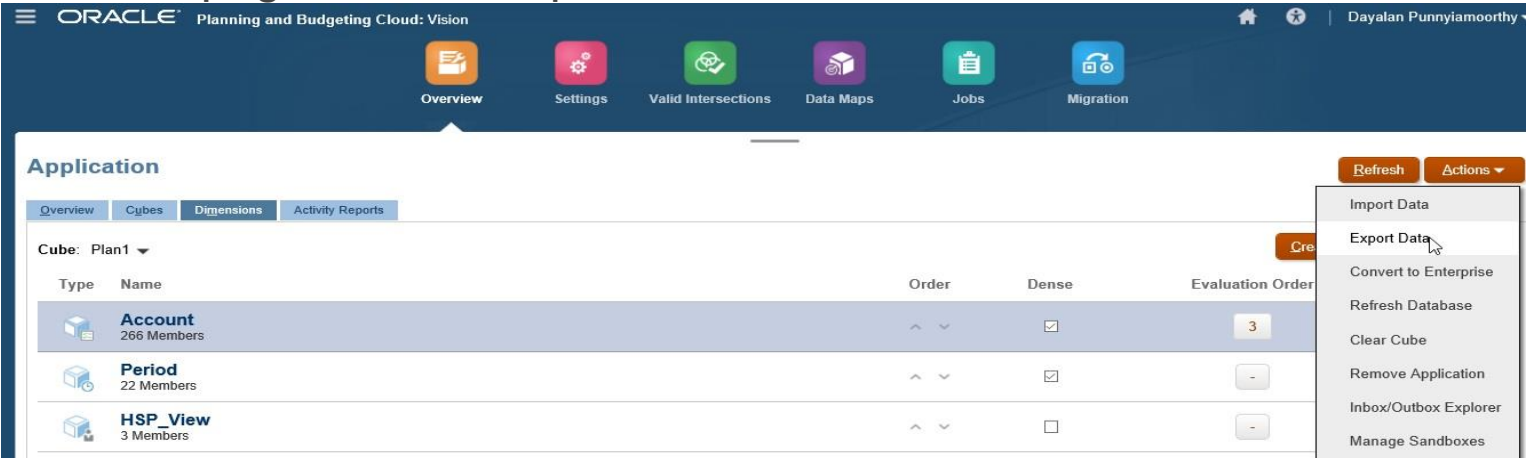 ORACLE Planning and Budgeting Cloud: Vision Dayalan Punnyiamoorthy
Overview Settings Valid Intersections Data Maps Jobs Migration
Application
Refresh Actions
Overview Cubes Dimensions Activity Reports
Import Data
Cube: Plan1
Export Data
Type Name Order Dense Evaluation Order
Convert to Enterprise
Refresh Database
Account 3
266 Members
Clear Cube
Period -
22 Members
Remove Application
Inbox/Outbox Explorer
HSP_View -
3 Members
Manage Sandboxes